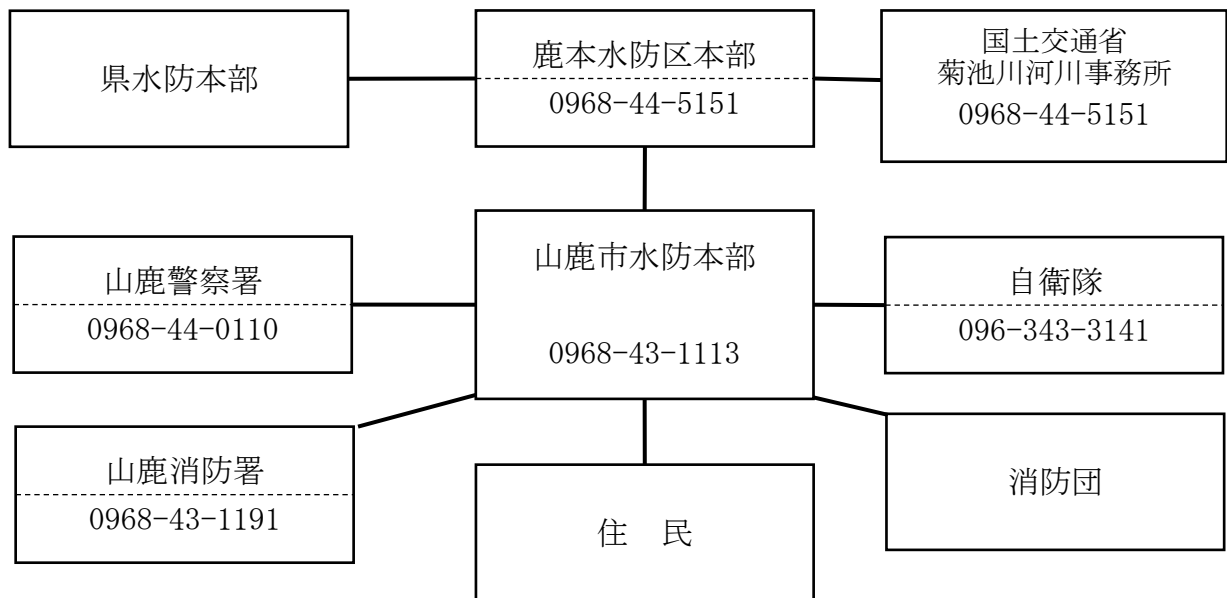 県水防本部
鹿本水防区本部
0968-44-5151
国土交通省
菊池川河川事務所
0968-44-5151
山鹿警察署
0968-44-0110
山鹿市水防本部
0968-43-1113
自衛隊
096-343-3141
山鹿消防署
0968-43-1191
住　民
消防団